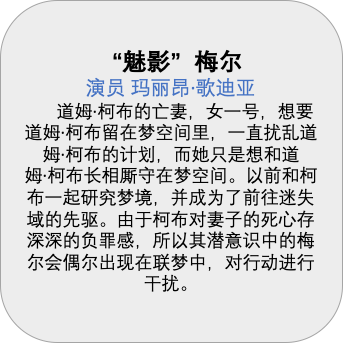 “魅影”梅尔
演员 玛丽昂·歌迪亚
道姆·柯布的亡妻，女一号，想要
道姆·柯布留在梦空间里，一直扰乱道
姆·柯布的计划，而她只是想和道
姆·柯布长相厮守在梦空间。以前和柯
布一起研究梦境，并成为了前往迷失
域的先驱。由于柯布对妻子的死心存
深深的负罪感，所以其潜意识中的梅
尔会偶尔出现在联梦中，对行动进行
干扰。